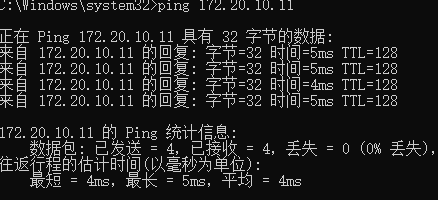 C:\Windows\system32>ping 172.20.10.11
正在 Ping 172.20.10.11 具有 32 字节的数据:
来自 172.20.10.11 的回复: 字节=32 时间=5ms TTL=128
来自 172.20.10.11 的回复: 字节=32 时间=5ms TTL=128
来自 172.20.10.11 的回复: 字节=32 时间=4ms TTL=128
来自 172.20.10.11 的回复: 字节=32 时间=5ms TTL=128
172.20.10.11 的 Ping 统计信息:
数据包: 已发送 = 4, 已接收 = 4, 丢失 = 0 (0% 丢失),
往返行程的估计时间(以毫秒为单位):
最短 = 4ms, 最长 = 5ms, 平均 = 4ms